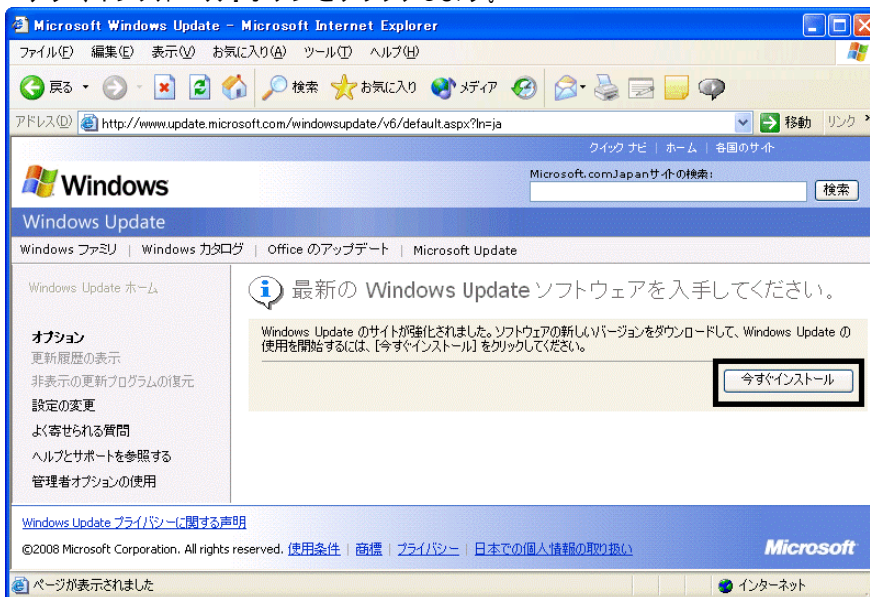 Microsoft Windows Update - Microsoft Internet Explorer
ファイル(F) 編集(E) 表示(V) お気に入り(A) ツール(T) ヘルプ(H)
戻る 検索 お気に入り メディア
アドレス(D) http://www.update.microsoft.com/windowsupdate/v6/default.aspx?ln=ja 移動 リンク
クイック ナビ | ホーム | 各国のサイト
Windows
Microsoft.comJapanサイトの検索:
検索
Windows Update
Windows ファミリ | Windows カタログ | Office のアップデート | Microsoft Update
Windows Update ホーム
オプション
更新履歴の表示
非表示の更新プログラムの復元
設定の変更
よく寄せられる質問
ヘルプとサポートを参照する
管理者オプションの使用
最新の Windows Update ソフトウェアを入手してください。
Windows Update のサイトが強化されました。ソフトウェアの新しいバージョンをダウンロードして、Windows Update の
使用を開始するには、[今すぐインストール] をクリックしてください。
今すぐインストール
Windows Update プライバシーに関する声明
©2008 Microsoft Corporation. All rights reserved. 使用条件 | 商標 | プライバシー | 日本での個人情報の取り扱い
Microsoft
ページが表示されました インターネット